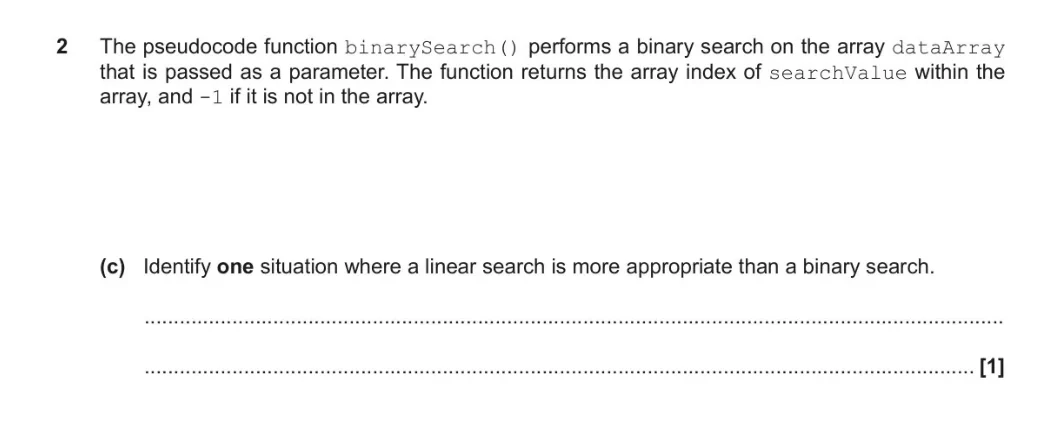 2 The pseudocode function binarySearch() performs a binary search on the array dataArray
that is passed as a parameter. The function returns the array index of searchValue within the
array, and -1 if it is not in the array.
(c) Identify one situation where a linear search is more appropriate than a binary search.
................................................................................
................................................................................ [1]